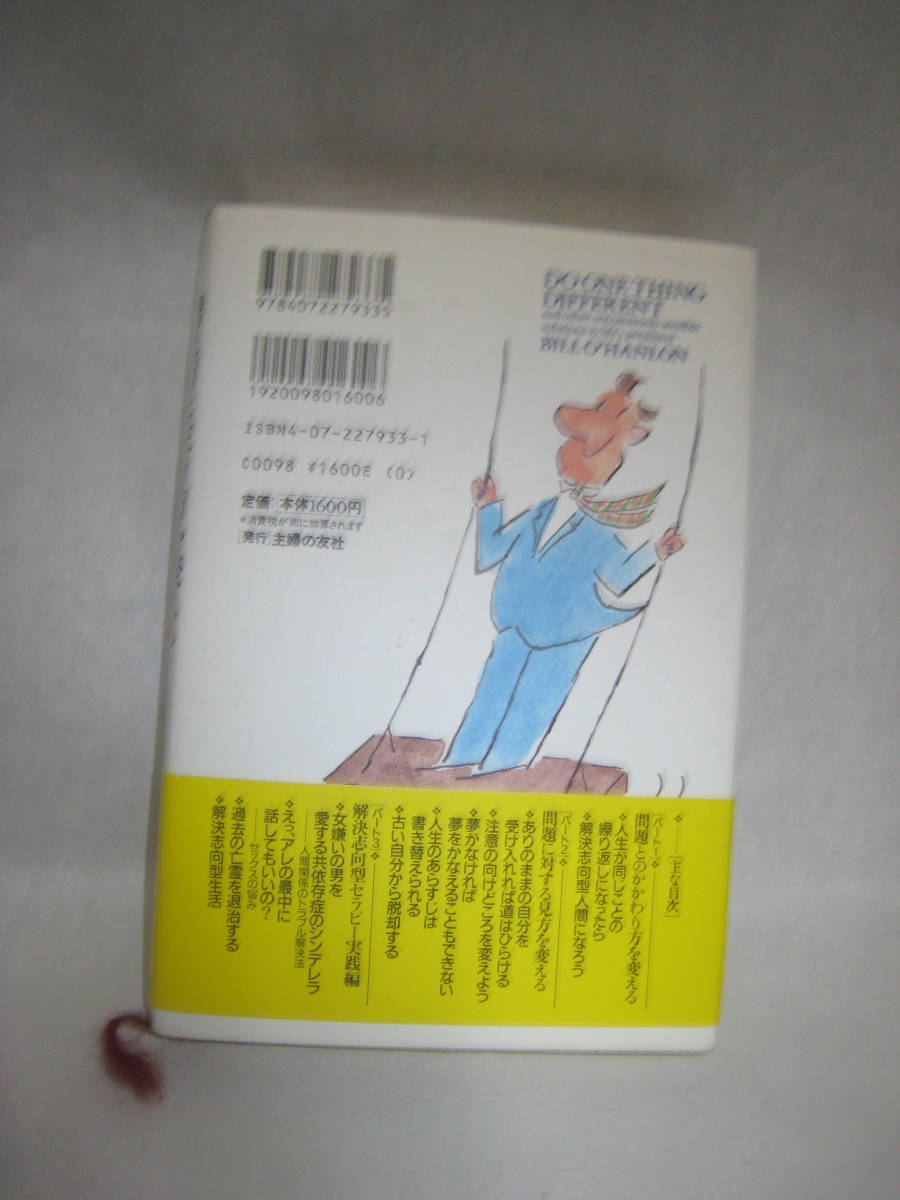 9784072279335
1920098016006
ISBN4-07-227933-1
C0098 ¥1600E (0)
定価:本体1600円
*消費税が別に加算されます
[発行]主婦の友社
DO ONE THING
DIFFERENT
BILL O'HANLON
[主な目次]
[パート1]
問題とのかかわり方を変える
人生が同じことの
繰り返しになったら
解決志向型人間になろう
[パート2]
問題に対する見方を変える
ありのままの自分を
受け入れれば道はひらける
注意の向けどころを変えよう
夢がなければ
夢をかなえることもできない
人生のあらすじは
書き替えられる
古い自分から脱却する
[パート3]
解決志向型セラピー実践編
女嫌いの男を
愛する共依存症のシンデレラ
——人間関係のトラブル解決法
えっ、アレの最中に
話してもいいの?
——セックスの悩み
過去の亡霊を退治する
解決志向型生活